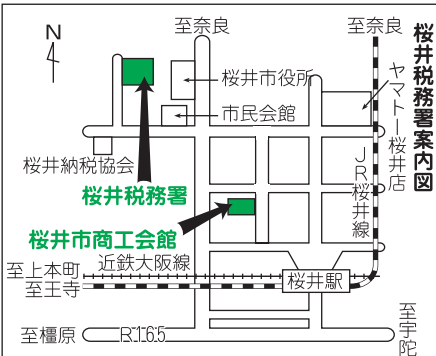 桜井税務署案内図
N
至奈良
至奈良
桜井市役所
市民会館
ヤマトー桜井店
桜井納税協会
JR桜井線
桜井税務署
桜井市商工会館
近鉄大阪線
至上本町
至王寺
桜井駅
至橿原
R165
至宇陀